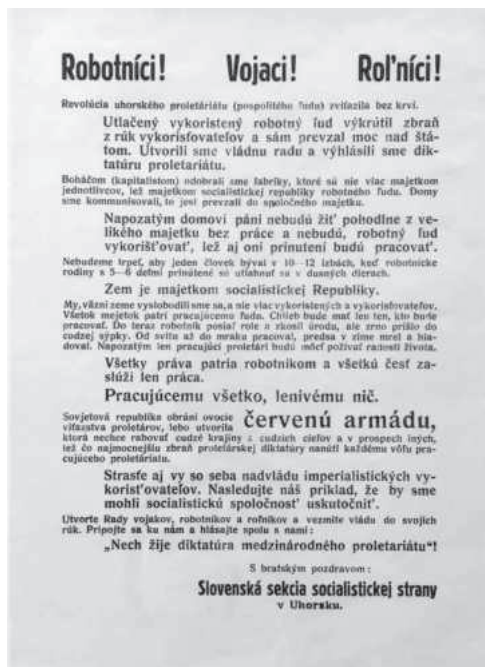 Robotníci! Vojaci! Roľníci!
Revolúcia uhorského proletáriátu (pospolitého ľudu) zvíťazila bez krvi.
Utlačený vykoristený robotný ľud vykrútil zbraň
z rúk vykorisťovateľov a sám prevzal moc nad štá-
tom. Utvorili sme vládnu radu a výhlásili sme dik-
tatúru proletariátu.
Boháčom (kapitalistom) odobrali sme fabriky, ktoré sú nie viac majetkom
jednotlivcov, lež majetkom socialistickej republiky robotného ľudu. Domy
sme kommunisovali, to jest prevzali do spoločného majetku.
Napozatým domoví páni nebudú žiť pohodlne z ve-
likého majetku bez práce a nebudú, robotný ľud
vykorišťovať, lež aj oni prinutení budú pracovať.
Nebudeme trpeť, aby jeden človek býval v 10—12 izbách, keď robotnícke
rodiny s 5—6 deťmi prinútené sú utiahnuť sa v dusných dierach.
Zem je majetkom socialistickej Republiky.
My, väzni zeme vyslobodili sme sa, a nie viac vykoristených a vykorisťovateľov.
Všetok majetok patrí pracujúcemu ľudu. Chlieb bude mať len ten, kto bude
pracovať. Do teraz robotník posial role a zkosil úrodu, ale zrno prišlo do
cudzej sýpky. Od svitu až do mraku pracoval, predsa v zime mrel a hla-
doval. Napozatým len pracujúci proletári budú môcť požívať radosti života.
Všetky práva patria robotníkom a všetkú česť za-
slúži len práca.
Pracujúcemu všetko, lenivému nič.
Sovjetová republika obráni ovocie
víťazstva proletárov, lebo utvorila červenú armádu,
ktorá nechce rabovať cudzé krajiny z cudzích cieľov a v prospech iných,
lež čo najmocnejšiu zbraň proletárskej diktatúry nanútí každému vôľu pra-
cujúceho proletáriatu.
Strasťe aj vy so seba nadvládu imperialistických vy-
korisťovateľov. Nasledujte náš príklad, že by sme
mohli socialistickú spoločnosť uskutočniť.
Utvorte Rady vojakov, robotníkov a roľníkov a vezmite vládu do svojich
rúk. Pripojte sa ku nám a hlásajte spolu s nami:
„Nech žije diktatúra medzinárodného proletariátu“!
S bratským pozdravom:
Slovenská sekcia socialistickej strany
v Uhorsku.